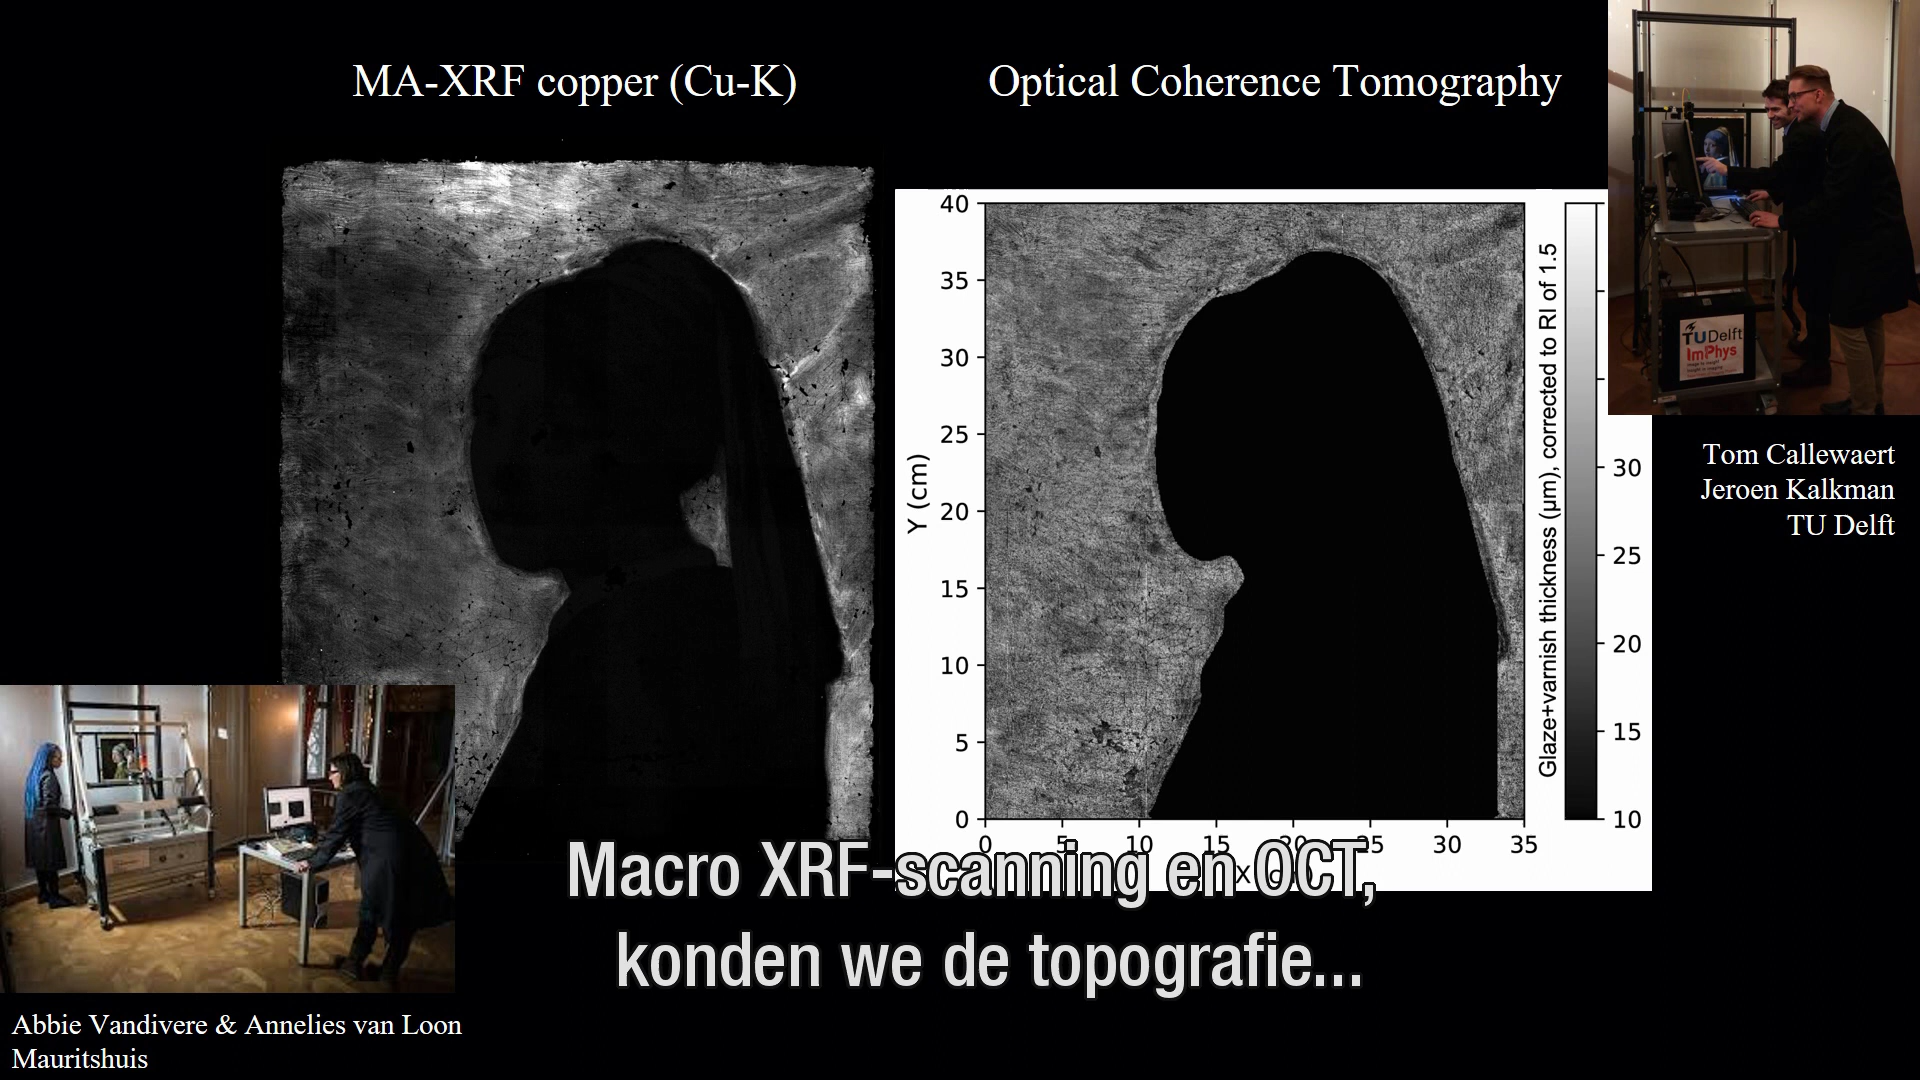 MA-XRF copper (Cu-K)
Optical Coherence Tomography
40
35
30
25
20
15
10
5
0
Y (cm)
0
5
10
15
20
25
30
35
Glaze+varnish thickness (µm), corrected to RI of 1.5
30
25
20
15
10
TUDelft
ImPhys
Tom Callewaert
Jeroen Kalkman
TU Delft
Macro XRF-scanning en OCT,
konden we de topografie...
Abbie Vandivere & Annelies van Loon
Mauritshuis